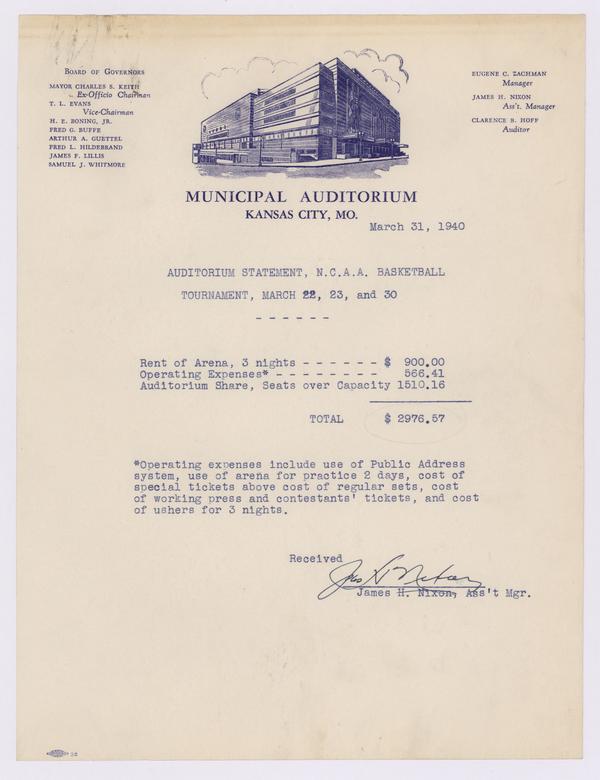 BOARD OF GOVERNORS
MAYOR CHARLES S. KEITH
Ex-Officio Chairman
T. L. EVANS
Vice-Chairman
H. E. BONING, JR.
FRED G. BUFFE
ARTHUR A. GUETTEL
FRED L. HILDEBRAND
JAMES F. LILLIS
SAMUEL J. WHITMORE
EUGENE C. ZACHMAN
Manager
JAMES H. NIXON
Ass't. Manager
CLARENCE B. HOFF
Auditor
MUNICIPAL AUDITORIUM
KANSAS CITY, MO.
March 31, 1940
AUDITORIUM STATEMENT, N.C.A.A. BASKETBALL
TOURNAMENT, MARCH 22, 23, and 30
- - - - - -
Rent of Arena, 3 nights - - - - - - $ 900.00
Operating Expenses* - - - - - - - - 566.41
Auditorium Share, Seats over Capacity 1510.16
TOTAL $ 2976.57
*Operating expenses include use of Public Address
system, use of arena for practice 2 days, cost of
special tickets above cost of regular sets, cost
of working press and contestants' tickets, and cost
of ushers for 3 nights.
Received
Jas H Nixon
James H. Nixon, Ass't Mgr.